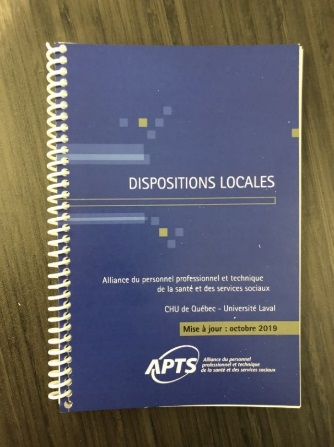 DISPOSITIONS LOCALES
Alliance du personnel professionnel et technique
de la santé et des services sociaux
CHU de Québec - Université Laval
Mise à jour : octobre 2019
APTS
Alliance du personnel
professionnel et technique
de la santé et des services sociaux